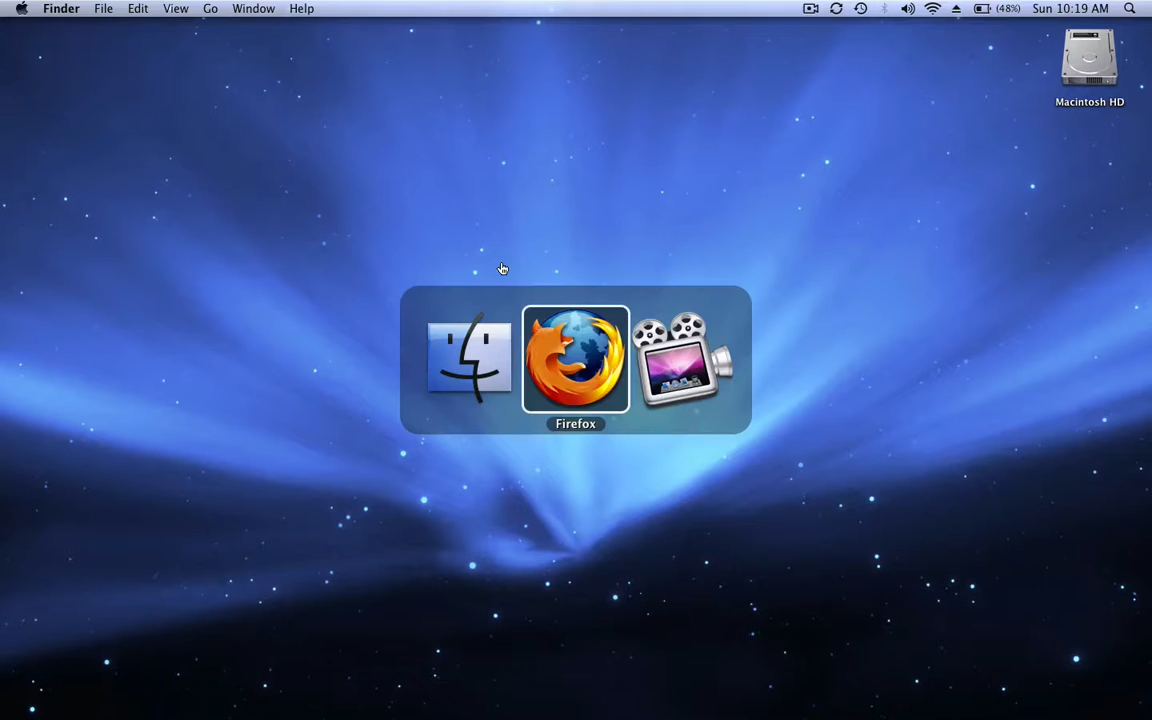 Finder File Edit View Go Window Help (48%) Sun 10:19 AM
Macintosh HD
Firefox